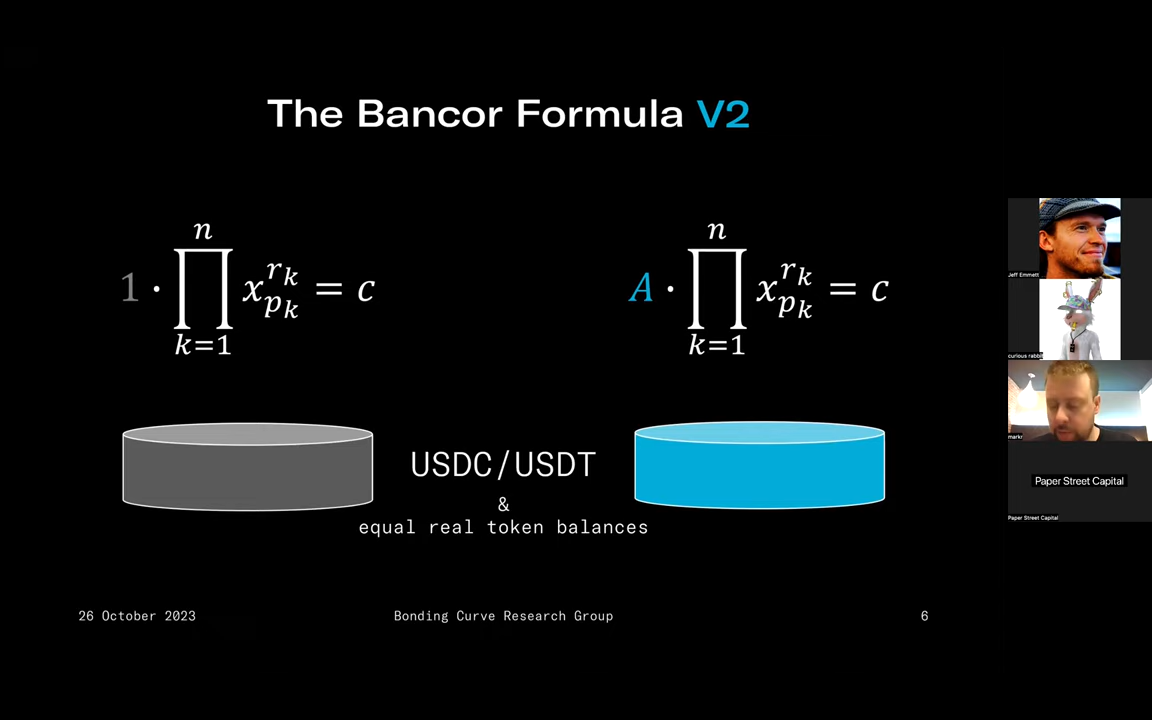 The Bancor Formula V2
n
1 · ∏ x_{p_k}^{r_k} = c
k=1
n
A · ∏ x_{p_k}^{r_k} = c
k=1
USDC/USDT
&
equal real token balances
26 October 2023
Bonding Curve Research Group
6
Jeff Emmett
curious rabbit
markr
Paper Street Capital
Paper Street Capital